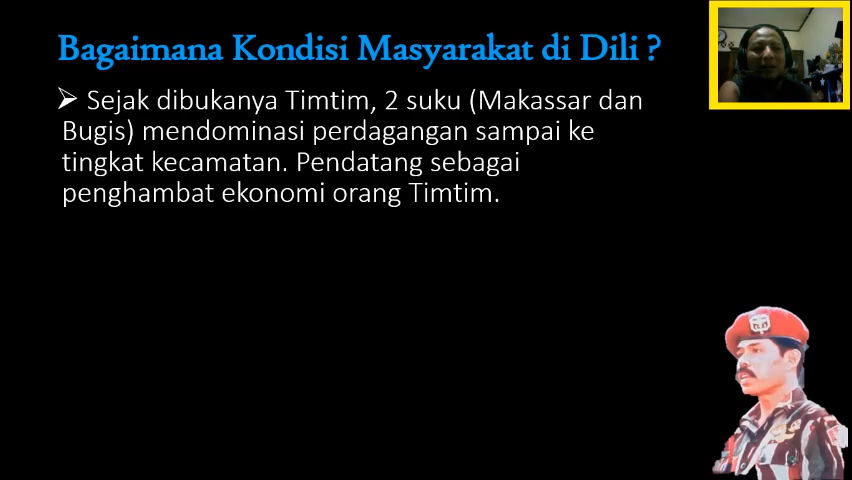 Bagaimana Kondisi Masyarakat di Dili ?
➢ Sejak dibukanya Timtim, 2 suku (Makassar dan
Bugis) mendominasi perdagangan sampai ke
tingkat kecamatan. Pendatang sebagai
penghambat ekonomi orang Timtim.